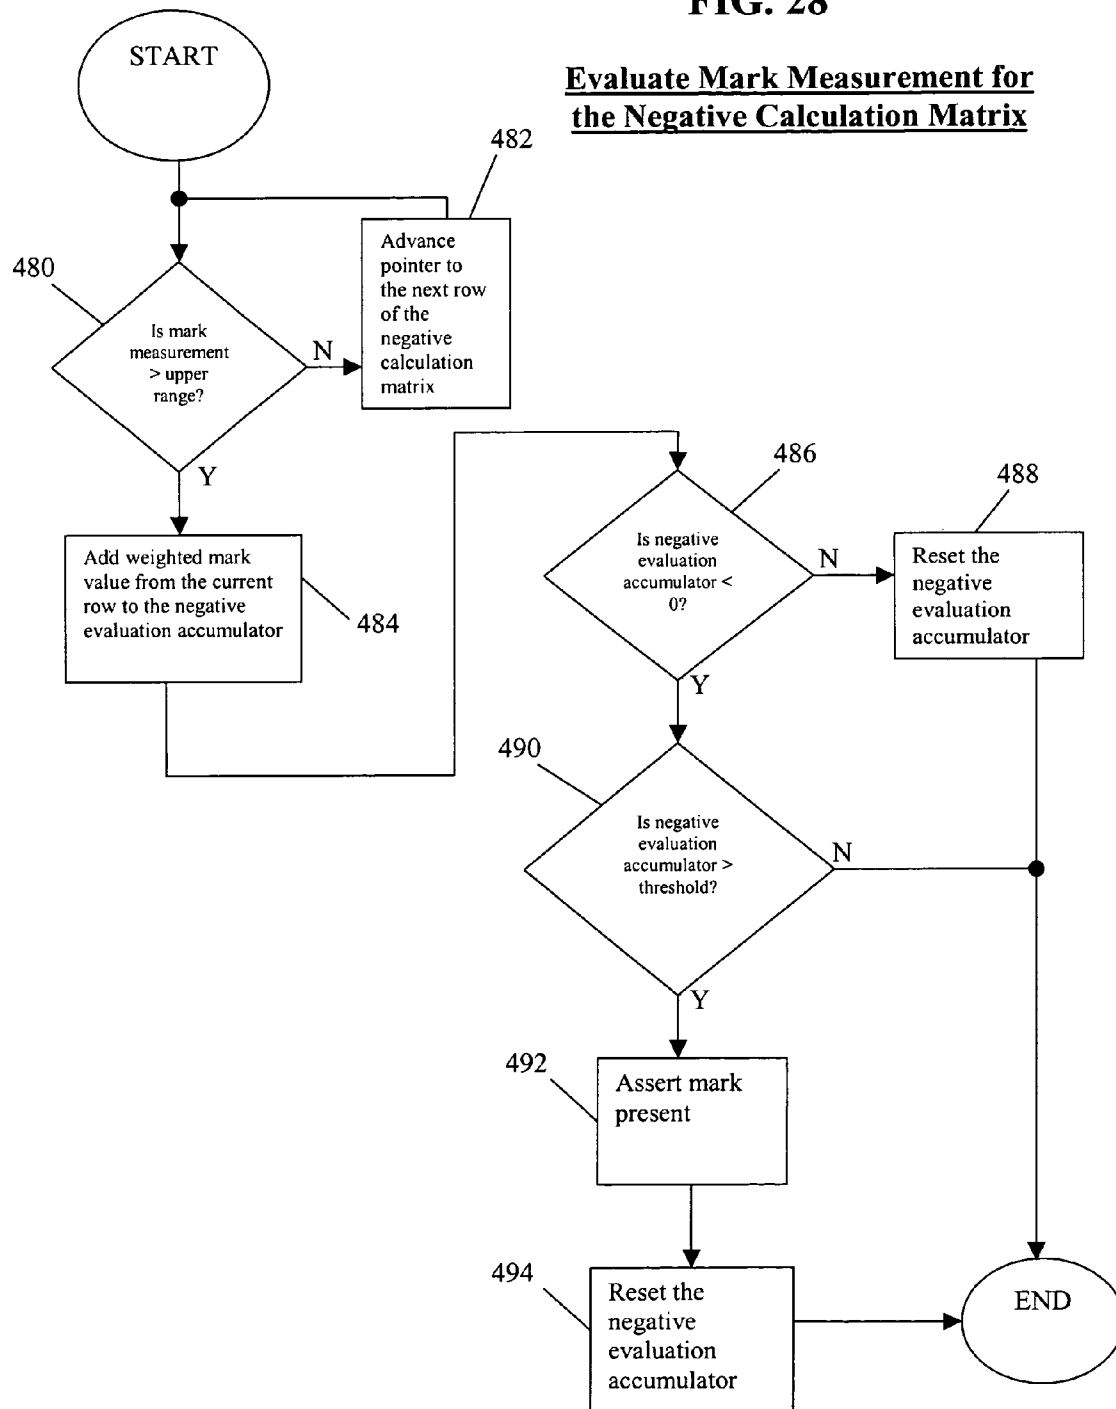 FIG. 28
Evaluate Mark Measurement for
the Negative Calculation Matrix
START
482
Advance
pointer to
the next row
of the
negative
calculation
matrix
480
Is mark
measurement
> upper
range?
N
Y
Add weighted mark
value from the current
row to the negative
evaluation accumulator
484
486
Is negative
evaluation
accumulator <
0?
N
Y
488
Reset the
negative
evaluation
accumulator
490
Is negative
evaluation
accumulator >
threshold?
N
Y
492
Assert mark
present
494
Reset the
negative
evaluation
accumulator
END